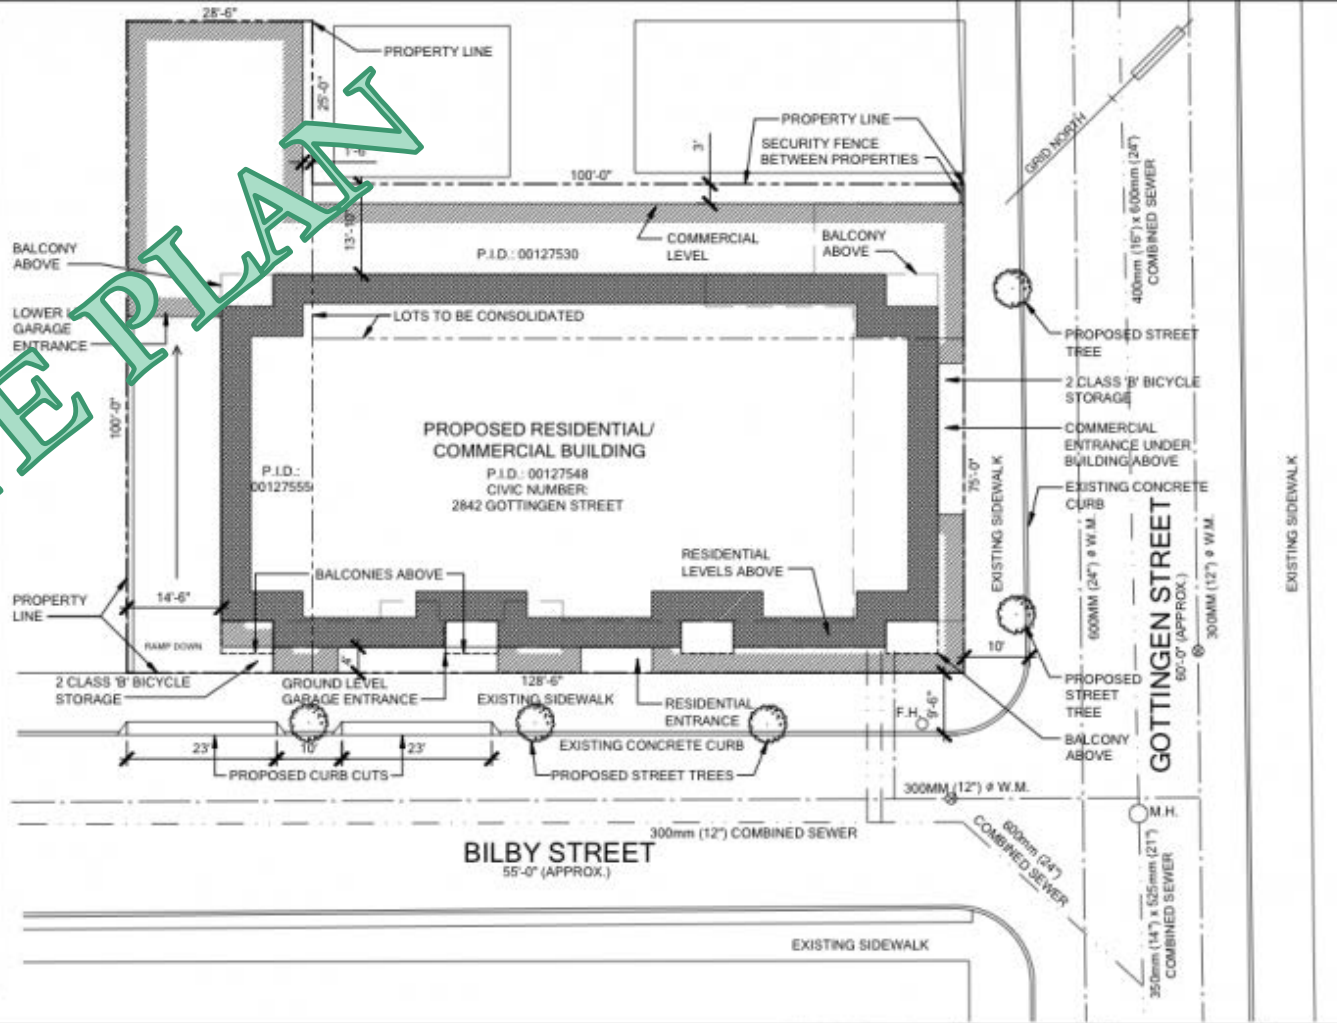 28'-6"
PROPERTY LINE
25'-0"
PROPERTY LINE
SECURITY FENCE
BETWEEN PROPERTIES
3'
GRID NORTH
400mm (16") x 600mm (24")
COMBINED SEWER
100'-0"
13'-10"
BALCONY
ABOVE
P.I.D.: 00127530
COMMERCIAL
LEVEL
BALCONY
ABOVE
LOWER
GARAGE
ENTRANCE
LOTS TO BE CONSOLIDATED
PROPOSED STREET
TREE
2 CLASS 'B' BICYCLE
STORAGE
E PLAN
100'-0"
PROPOSED RESIDENTIAL/
COMMERCIAL BUILDING
P.I.D.: 00127548
CIVIC NUMBER:
2842 GOTTINGEN STREET
P.I.D.:
00127555
COMMERCIAL
ENTRANCE UNDER
BUILDING ABOVE
75'-0"
EXISTING SIDEWALK
EXISTING CONCRETE
CURB
EXISTING SIDEWALK
600MM (24") ø W.M.
GOTTINGEN STREET
60'-0" (APPROX.)
300MM (12") ø W.M.
RESIDENTIAL
LEVELS ABOVE
BALCONIES ABOVE
PROPERTY
LINE
14'-6"
RAMP DOWN
10'
2 CLASS 'B' BICYCLE
STORAGE
GROUND LEVEL
GARAGE ENTRANCE
128'-6"
EXISTING SIDEWALK
RESIDENTIAL
ENTRANCE
F.H.
9'-6"
PROPOSED
STREET
TREE
BALCONY
ABOVE
23'
10'
23'
EXISTING CONCRETE CURB
PROPOSED CURB CUTS
PROPOSED STREET TREES
300MM (12") ø W.M.
M.H.
300mm (12") COMBINED SEWER
600mm (24")
COMBINED SEWER
BILBY STREET
55'-0" (APPROX.)
350mm (14") x 525mm (21")
COMBINED SEWER
EXISTING SIDEWALK